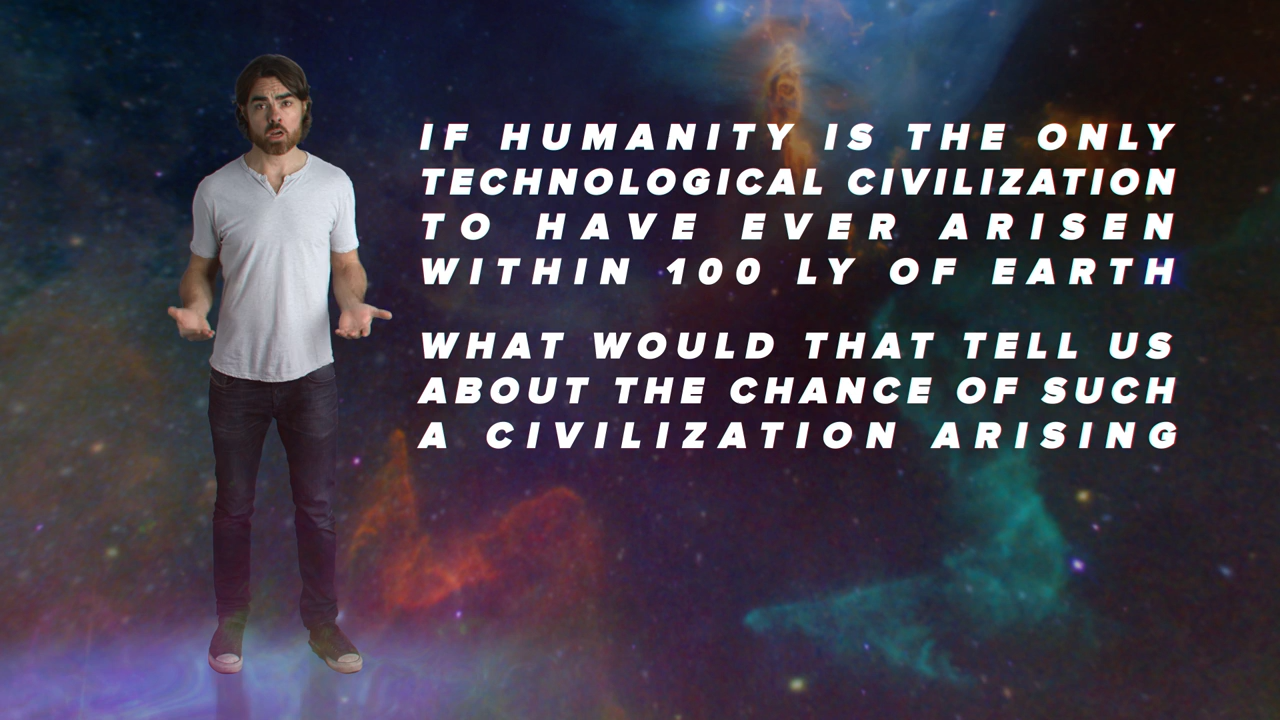 IF HUMANITY IS THE ONLY
TECHNOLOGICAL CIVILIZATION
TO HAVE EVER ARISEN
WITHIN 100 LY OF EARTH
WHAT WOULD THAT TELL US
ABOUT THE CHANCE OF SUCH
A CIVILIZATION ARISING